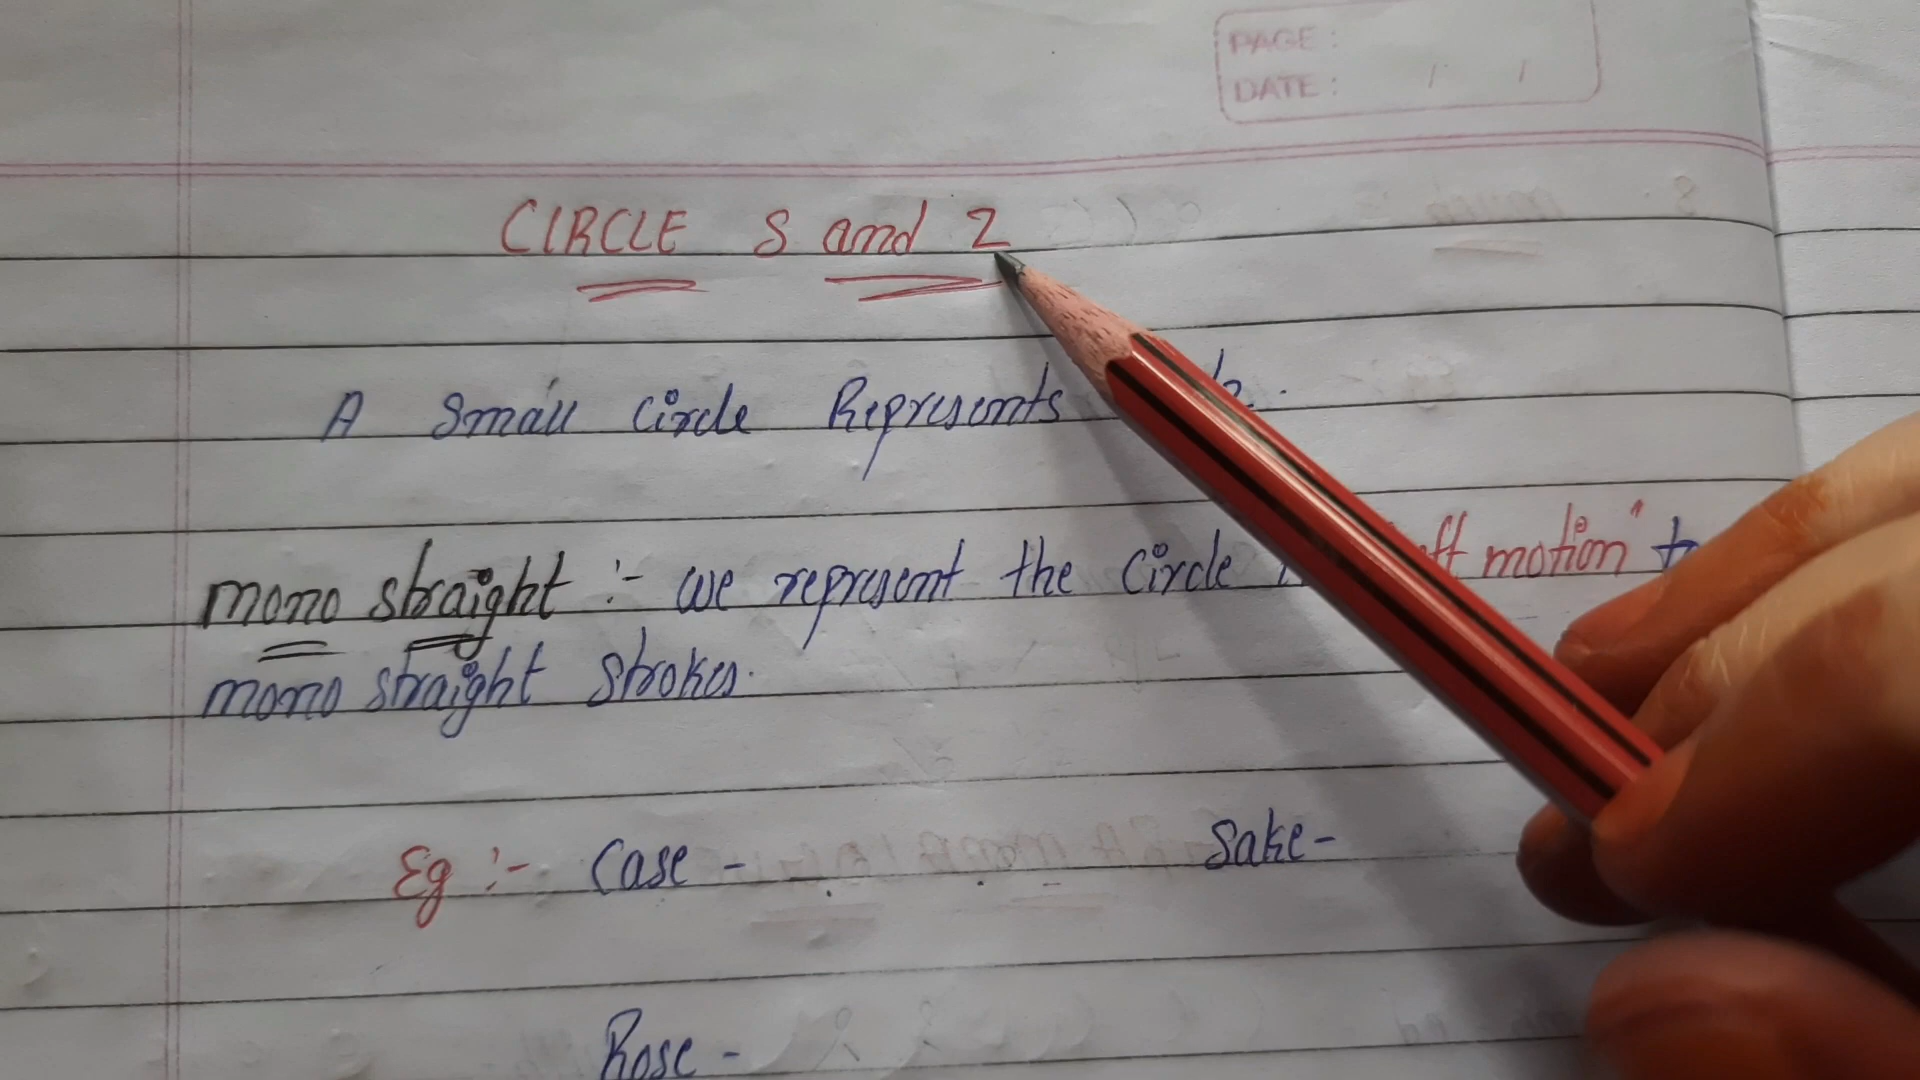 PAGE :
DATE : / /
CIRCLE S and Z
A Small Circle Represents
mono straight :- we represent the Circle motion" to
mono straight strokes.
Eg :- Case - Sake-
Rose -